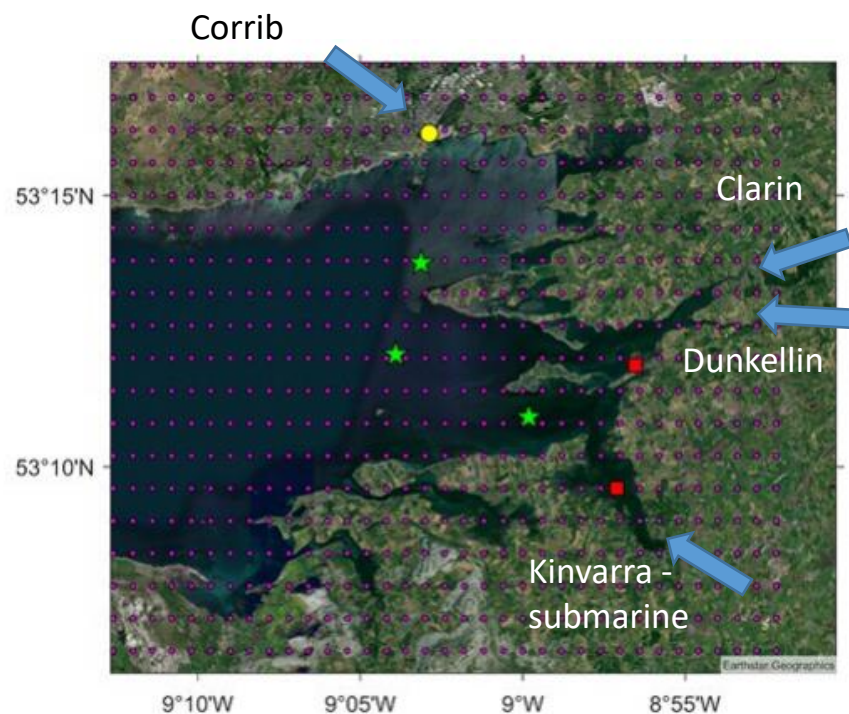 Corrib
53°15'N
Clarin
Dunkellin
53°10'N
Kinvarra -
submarine
Earthstar Geographics
9°10'W
9°05'W
9°W
8°55'W